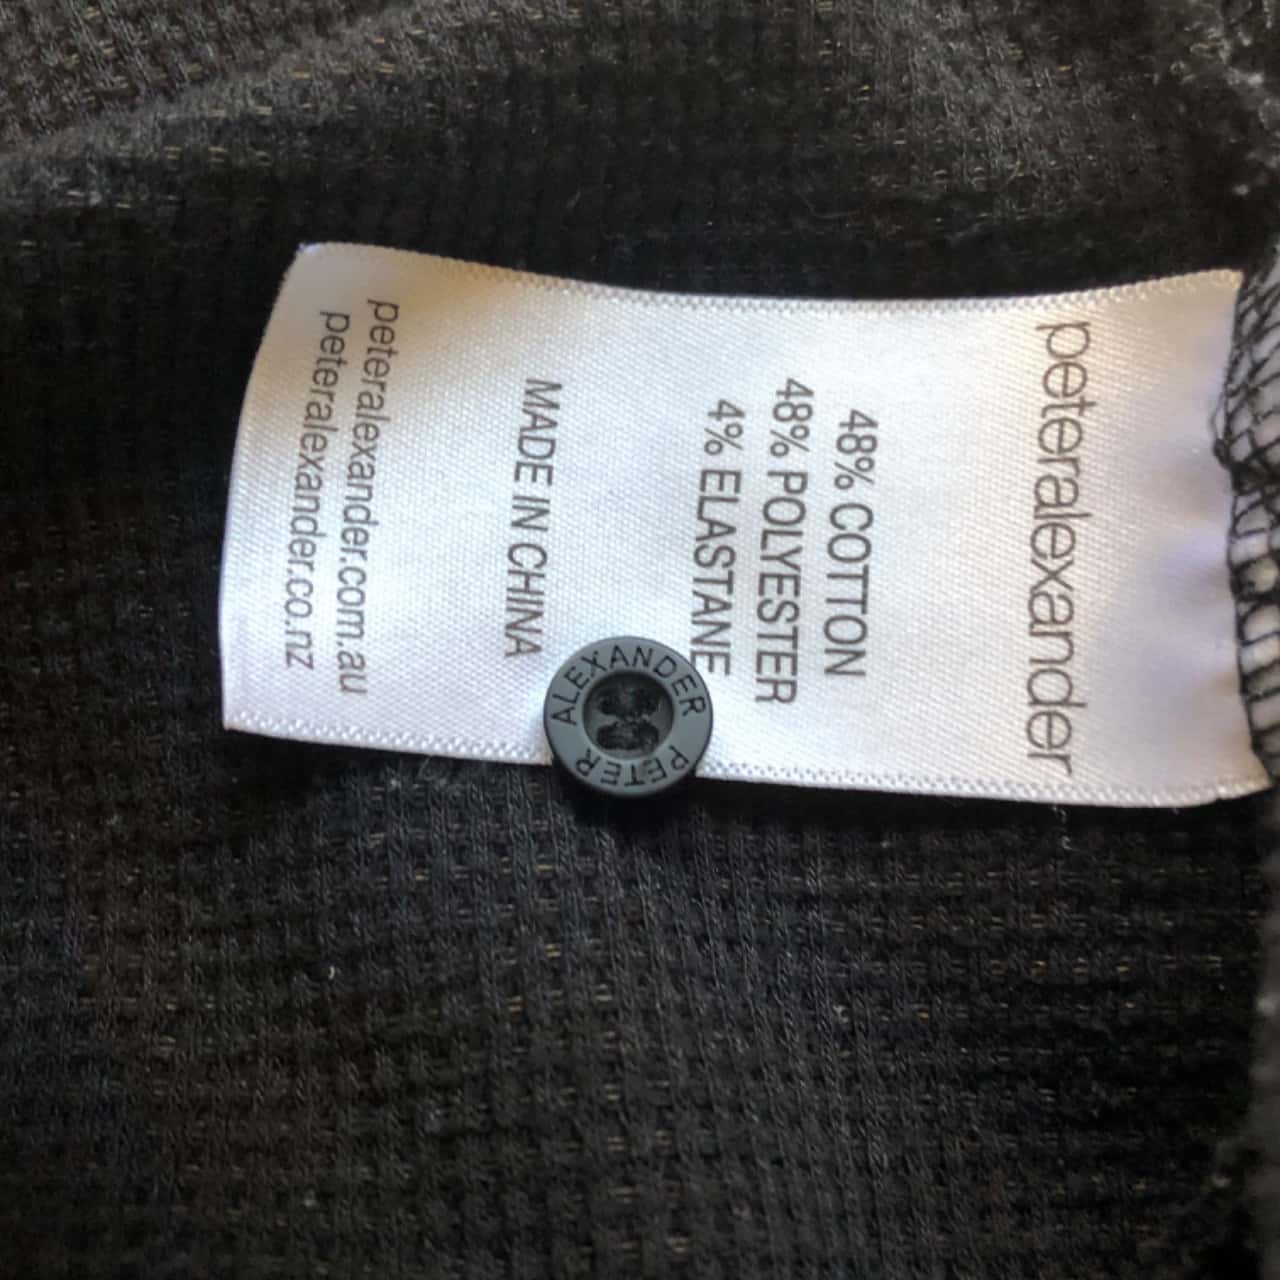 peteralexander
48% COTTON
48% POLYESTER
4% ELASTANE
MADE IN CHINA
peteralexander.com.au
peteralexander.co.nz
PETER ALEXANDER